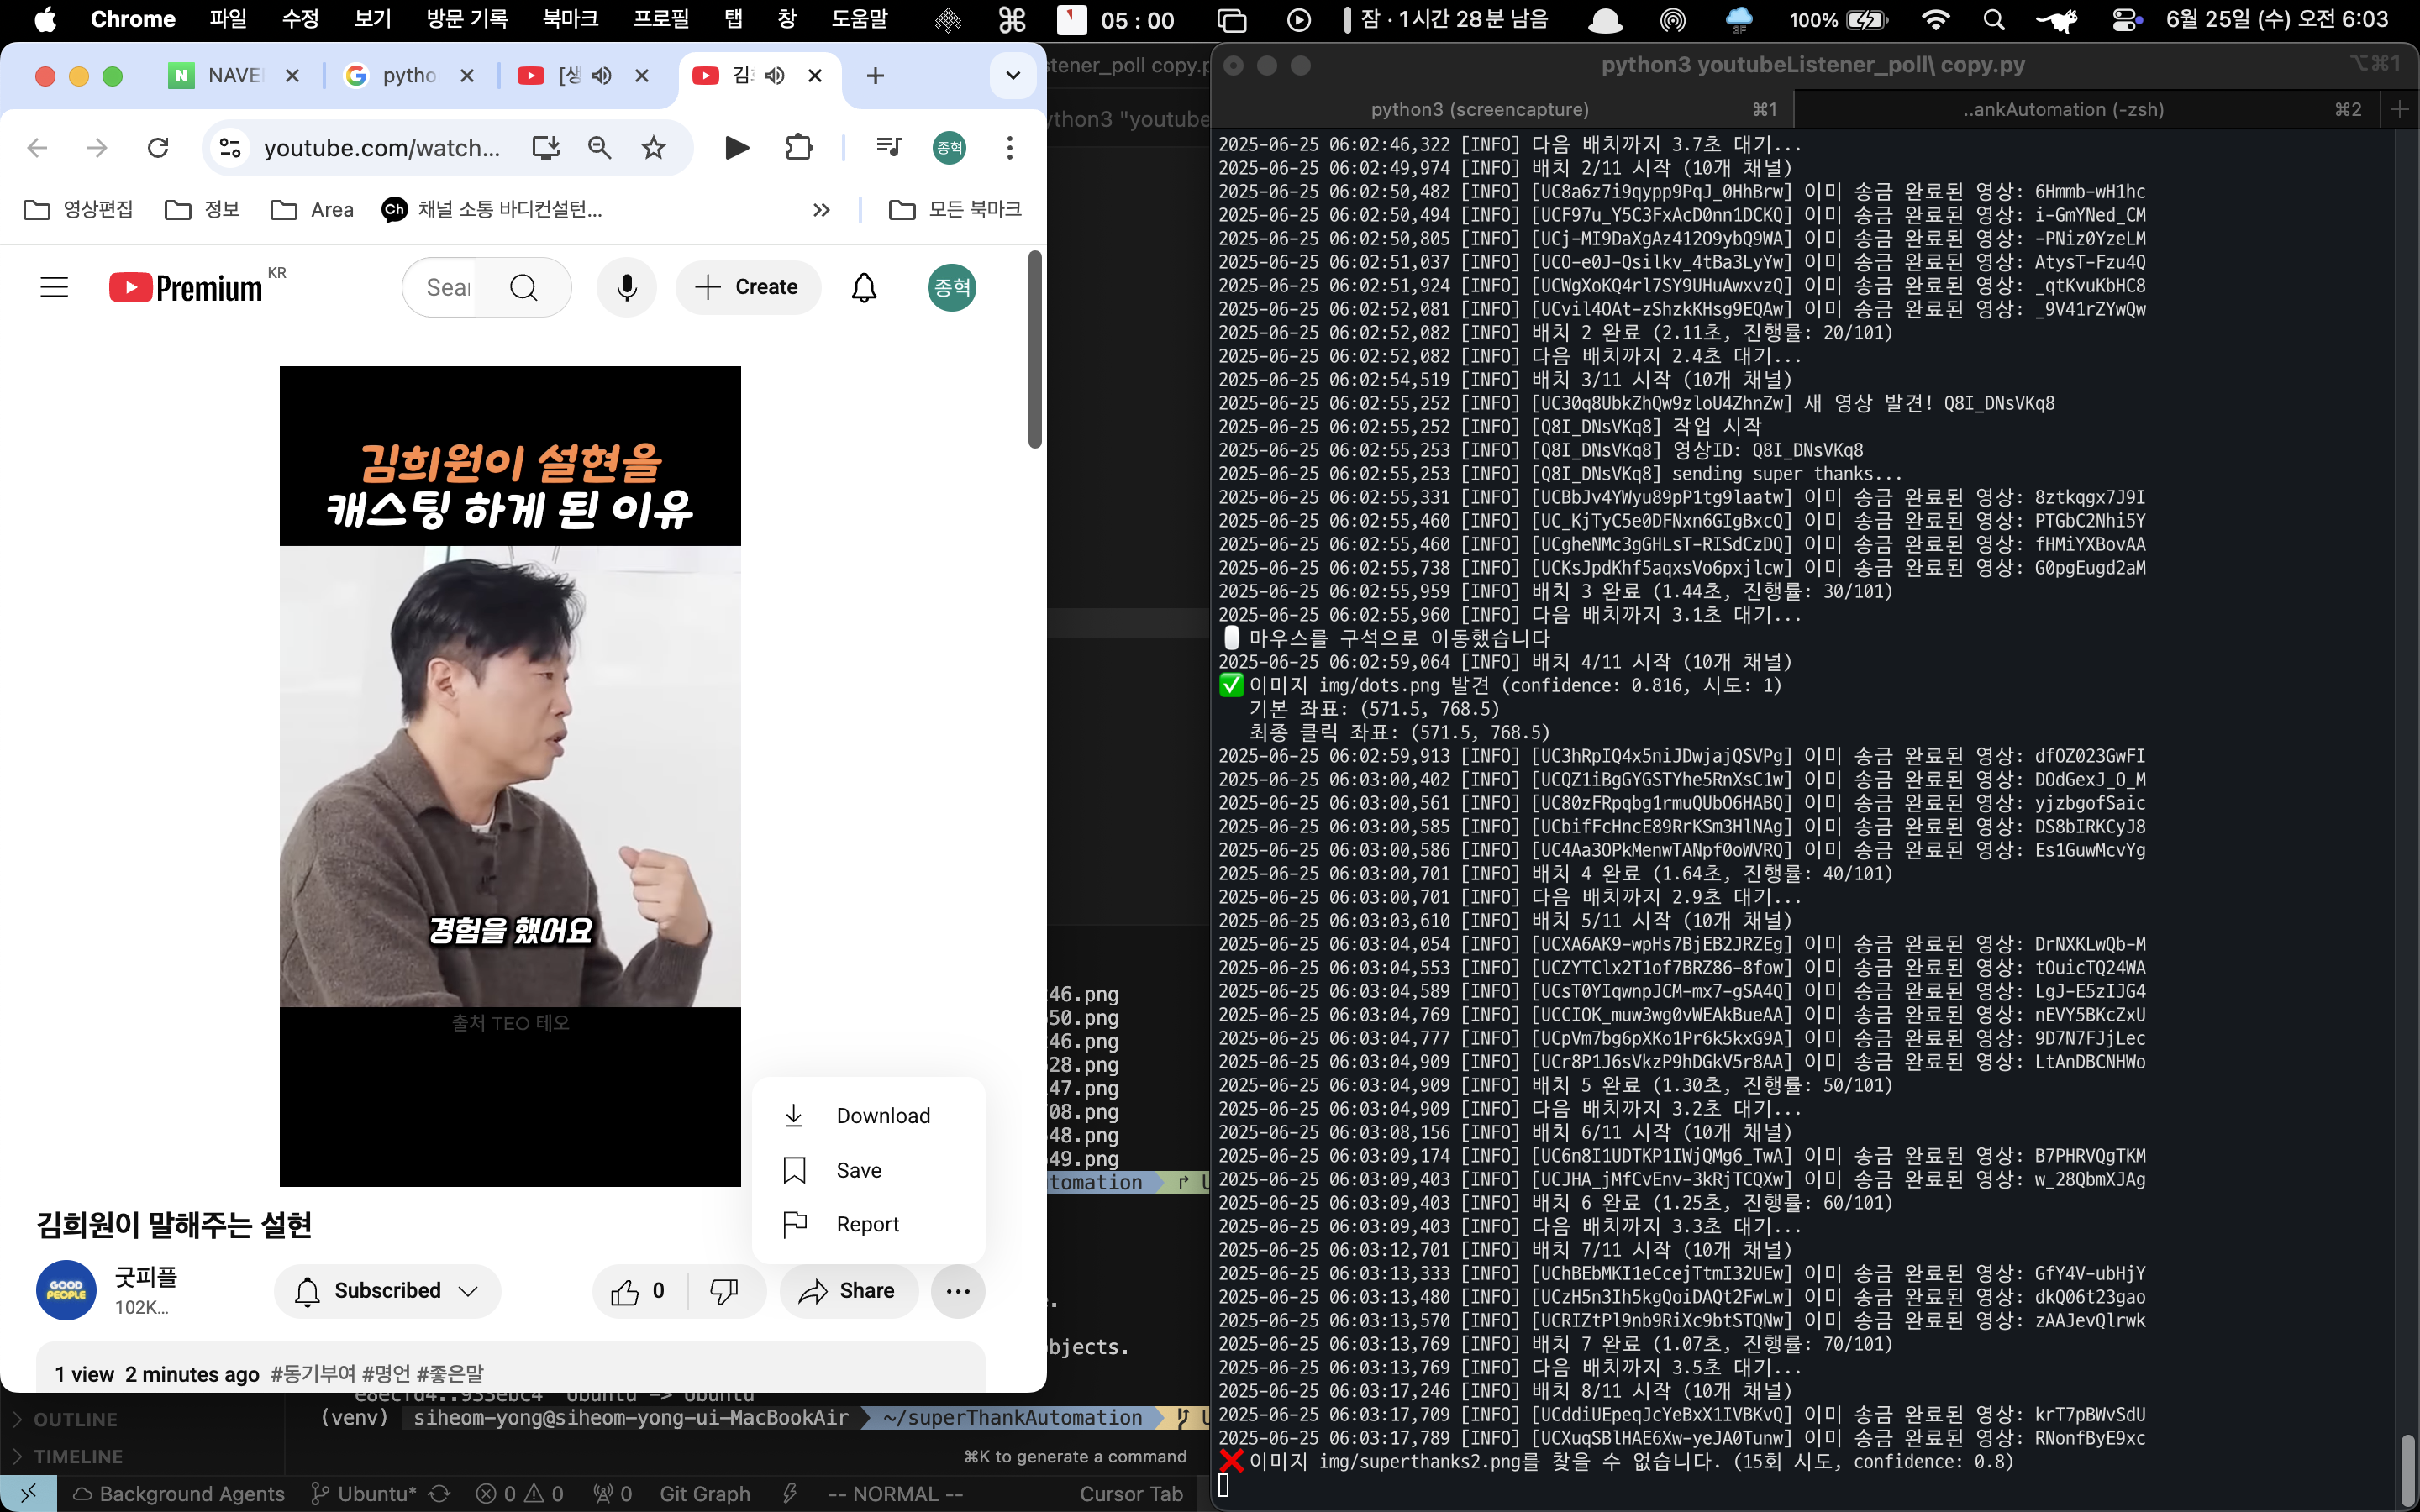 Chrome 파일 수정 보기 방문 기록 북마크 프로필 탭 창 도움말 05 : 00 잠 · 1시간 28분 남음 100% 6월 25일 (수) 오전 6:03
NAVE pytho [생 김
youtube.com/watch... 종혁
영상편집 정보 Area Ch 채널 소통 바디컨설턴... 모든 북마크
Premium KR Sear Create 종혁
김희원이 설현을
캐스팅 하게 된 이유
경험을 했어요
출처 TEO 테오
Download
Save
Report
김희원이 말해주는 설현
GOOD PEOPLE
굿피플
102K...
Subscribed 0 Share
1 view 2 minutes ago #동기부여 #명언 #좋은말
stener_poll copy.p
ython3 "youtube
46.png
50.png
46.png
28.png
47.png
08.png
48.png
49.png
tomation
bjects.
e8ecfd4..933ebc4 Ubuntu -> Ubuntu
(venv) siheom-yong@siheom-yong-ui-MacBookAir ~/superThankAutomation
⌘K to generate a command
OUTLINE
TIMELINE
Background Agents Ubuntu* 0 0 0 Git Graph -- NORMAL -- Cursor Tab
python3 youtubeListener_poll\ copy.py ⌥⌘1
python3 (screencapture) ⌘1 ..ankAutomation (-zsh) ⌘2
2025-06-25 06:02:46,322 [INFO] 다음 배치까지 3.7초 대기...
2025-06-25 06:02:49,974 [INFO] 배치 2/11 시작 (10개 채널)
2025-06-25 06:02:50,482 [INFO] [UC8a6z7i9qypp9PqJ_0HhBrw] 이미 송금 완료된 영상: 6Hmmb-wH1hc
2025-06-25 06:02:50,494 [INFO] [UCF97u_Y5C3FxAcD0nn1DCKQ] 이미 송금 완료된 영상: i-GmYNed_CM
2025-06-25 06:02:50,805 [INFO] [UCj-MI9DaXgAz412O9ybQ9WA] 이미 송금 완료된 영상: -PNiz0YzeLM
2025-06-25 06:02:51,037 [INFO] [UCO-e0J-Qsilkv_4tBa3LyYw] 이미 송금 완료된 영상: AtysT-Fzu4Q
2025-06-25 06:02:51,924 [INFO] [UCWgXoKQ4rl7SY9UHuAwxvzQ] 이미 송금 완료된 영상: _qtKvuKbHC8
2025-06-25 06:02:52,081 [INFO] [UCvil4OAt-zShzkKHsg9EQAw] 이미 송금 완료된 영상: _9V41rZYwQw
2025-06-25 06:02:52,082 [INFO] 배치 2 완료 (2.11초, 진행률: 20/101)
2025-06-25 06:02:52,082 [INFO] 다음 배치까지 2.4초 대기...
2025-06-25 06:02:54,519 [INFO] 배치 3/11 시작 (10개 채널)
2025-06-25 06:02:55,252 [INFO] [UC30q8UbkZhQw9zloU4ZhnZw] 새 영상 발견! Q8I_DNsVKq8
2025-06-25 06:02:55,252 [INFO] [Q8I_DNsVKq8] 작업 시작
2025-06-25 06:02:55,253 [INFO] [Q8I_DNsVKq8] 영상ID: Q8I_DNsVKq8
2025-06-25 06:02:55,253 [INFO] [Q8I_DNsVKq8] sending super thanks...
2025-06-25 06:02:55,331 [INFO] [UCBbJv4YWyu89pP1tg9laatw] 이미 송금 완료된 영상: 8ztkqgx7J9I
2025-06-25 06:02:55,460 [INFO] [UC_KjTyC5e0DFNxn6GIgBxcQ] 이미 송금 완료된 영상: PTGbC2Nhi5Y
2025-06-25 06:02:55,460 [INFO] [UCgheNMc3gGHLsT-RISdCzDQ] 이미 송금 완료된 영상: fHMiYXBovAA
2025-06-25 06:02:55,738 [INFO] [UCKsJpdKhf5aqxsVo6pxjlcw] 이미 송금 완료된 영상: G0pgEugd2aM
2025-06-25 06:02:55,959 [INFO] 배치 3 완료 (1.44초, 진행률: 30/101)
2025-06-25 06:02:55,960 [INFO] 다음 배치까지 3.1초 대기...
마우스를 구석으로 이동했습니다
2025-06-25 06:02:59,064 [INFO] 배치 4/11 시작 (10개 채널)
✅ 이미지 img/dots.png 발견 (confidence: 0.816, 시도: 1)
기본 좌표: (571.5, 768.5)
최종 클릭 좌표: (571.5, 768.5)
2025-06-25 06:02:59,913 [INFO] [UC3hRpIQ4x5niJDwjajQSVPg] 이미 송금 완료된 영상: dfOZ023GwFI
2025-06-25 06:03:00,402 [INFO] [UCQZ1iBgGYGSTYhe5RnXsC1w] 이미 송금 완료된 영상: DOdGexJ_O_M
2025-06-25 06:03:00,561 [INFO] [UC80zFRpqbg1rmuQUbO6HABQ] 이미 송금 완료된 영상: yjzbgofSaic
2025-06-25 06:03:00,585 [INFO] [UCbifFcHncE89RrKSm3HlNAg] 이미 송금 완료된 영상: DS8bIRKCyJ8
2025-06-25 06:03:00,586 [INFO] [UC4Aa3OPkMenwTANpf0oWVRQ] 이미 송금 완료된 영상: Es1GuwMcvYg
2025-06-25 06:03:00,701 [INFO] 배치 4 완료 (1.64초, 진행률: 40/101)
2025-06-25 06:03:00,701 [INFO] 다음 배치까지 2.9초 대기...
2025-06-25 06:03:03,610 [INFO] 배치 5/11 시작 (10개 채널)
2025-06-25 06:03:04,054 [INFO] [UCXA6AK9-wpHs7BjEB2JRZEg] 이미 송금 완료된 영상: DrNXKLwQb-M
2025-06-25 06:03:04,553 [INFO] [UCZYTClx2T1of7BRZ86-8fow] 이미 송금 완료된 영상: tOuicTQ24WA
2025-06-25 06:03:04,589 [INFO] [UCsT0YIqwnpJCM-mx7-gSA4Q] 이미 송금 완료된 영상: LgJ-E5zIJG4
2025-06-25 06:03:04,769 [INFO] [UCCIOK_muw3wg0vWEAkBueAA] 이미 송금 완료된 영상: nEVY5BKcZxU
2025-06-25 06:03:04,777 [INFO] [UCpVm7bg6pXKo1Pr6k5kxG9A] 이미 송금 완료된 영상: 9D7N7FJjLec
2025-06-25 06:03:04,909 [INFO] [UCr8P1J6sVkzP9hDGkV5r8AA] 이미 송금 완료된 영상: LtAnDBCNHWo
2025-06-25 06:03:04,909 [INFO] 배치 5 완료 (1.30초, 진행률: 50/101)
2025-06-25 06:03:04,909 [INFO] 다음 배치까지 3.2초 대기...
2025-06-25 06:03:08,156 [INFO] 배치 6/11 시작 (10개 채널)
2025-06-25 06:03:09,174 [INFO] [UC6n8I1UDTKP1IWjQMg6_TwA] 이미 송금 완료된 영상: B7PHRVQgTKM
2025-06-25 06:03:09,403 [INFO] [UCJHA_jMfCvEnv-3kRjTCQXw] 이미 송금 완료된 영상: w_28QbmXJAg
2025-06-25 06:03:09,403 [INFO] 배치 6 완료 (1.25초, 진행률: 60/101)
2025-06-25 06:03:09,403 [INFO] 다음 배치까지 3.3초 대기...
2025-06-25 06:03:12,701 [INFO] 배치 7/11 시작 (10개 채널)
2025-06-25 06:03:13,333 [INFO] [UChBEbMKI1eCcejTtmI32UEw] 이미 송금 완료된 영상: GfY4V-ubHjY
2025-06-25 06:03:13,480 [INFO] [UCzH5n3Ih5kgQoiDAQt2FwLw] 이미 송금 완료된 영상: dkQ06t23gao
2025-06-25 06:03:13,570 [INFO] [UCRIZtPl9nb9RiXc9btSTQNw] 이미 송금 완료된 영상: zAAJevQlrwk
2025-06-25 06:03:13,769 [INFO] 배치 7 완료 (1.07초, 진행률: 70/101)
2025-06-25 06:03:13,769 [INFO] 다음 배치까지 3.5초 대기...
2025-06-25 06:03:17,246 [INFO] 배치 8/11 시작 (10개 채널)
2025-06-25 06:03:17,709 [INFO] [UCddiUEpeqJcYeBxX1IVBKvQ] 이미 송금 완료된 영상: krT7pBWvSdU
2025-06-25 06:03:17,789 [INFO] [UCXuqSBlHAE6Xw-yeJA0Tunw] 이미 송금 완료된 영상: RNonfByE9xc
❌ 이미지 img/superthanks2.png를 찾을 수 없습니다. (15회 시도, confidence: 0.8)